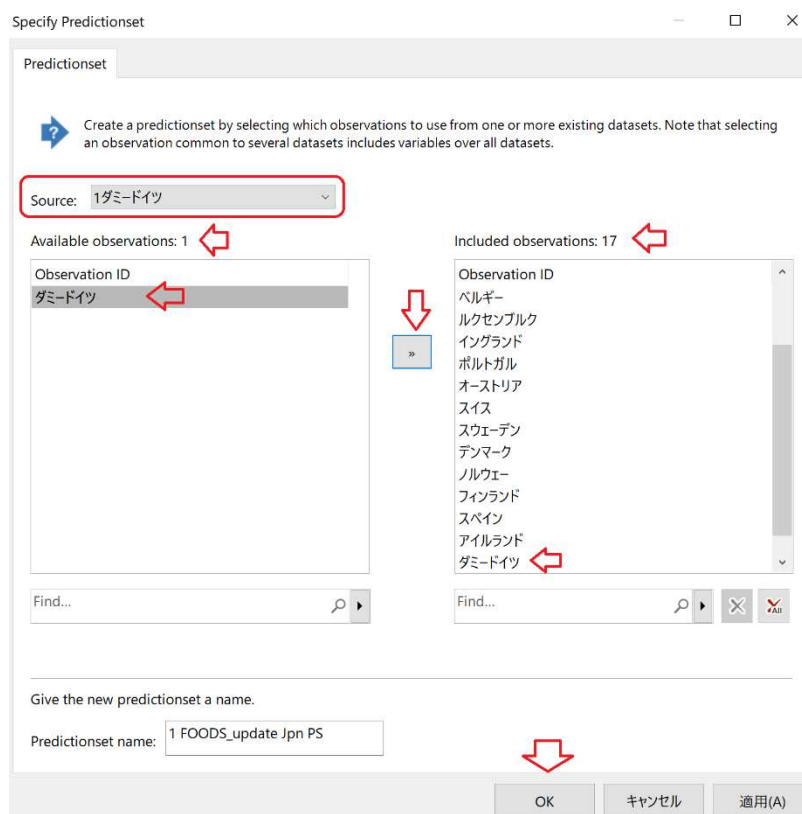 Specify Predictionset
Predictionset
Create a predictionset by selecting which observations to use from one or more existing datasets. Note that selecting
an observation common to several datasets includes variables over all datasets.
Source: 1ダミードイツ
Available observations: 1
Observation ID
ダミードイツ
»
Included observations: 17
Observation ID
ベルギー
ルクセンブルク
イングランド
ポルトガル
オーストリア
スイス
スウェーデン
デンマーク
ノルウェー
フィンランド
スペイン
アイルランド
ダミードイツ
Find...
Find...
All
Give the new predictionset a name.
Predictionset name: 1 FOODS_update Jpn PS
OK キャンセル 適用(A)